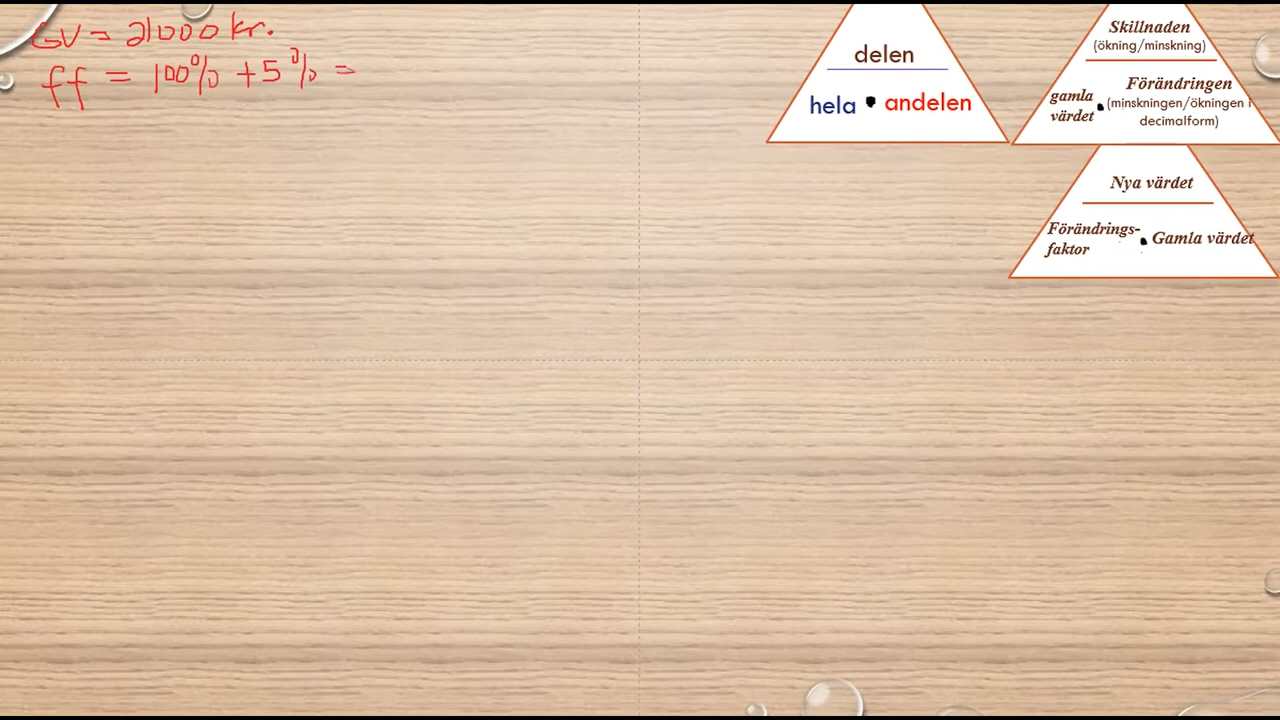 GV = 21000 kr.
ff = 100% + 5% =
delen
hela • andelen
Skillnaden
(ökning/minskning)
gamla värdet • Förändringen
(minskningen/ökningen i
decimalform)
Nya värdet
Förändrings-
faktor • Gamla värdet